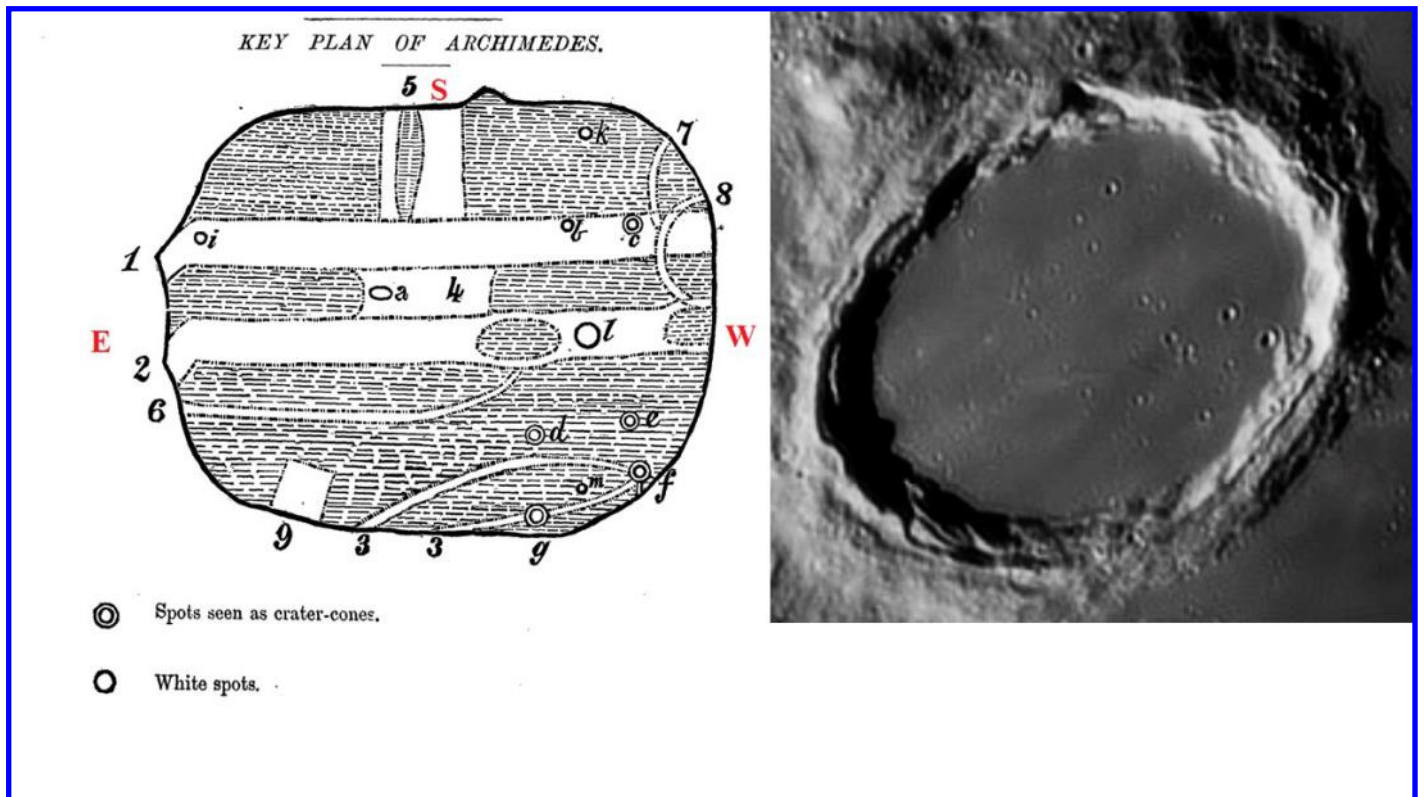 KEY PLAN OF ARCHIMEDES.
5 S
k
7
8
i
b
c
1
a
4
E
l
W
2
6
e
d
m
f
9
3
3
g
Spots seen as crater-cones.
White spots.